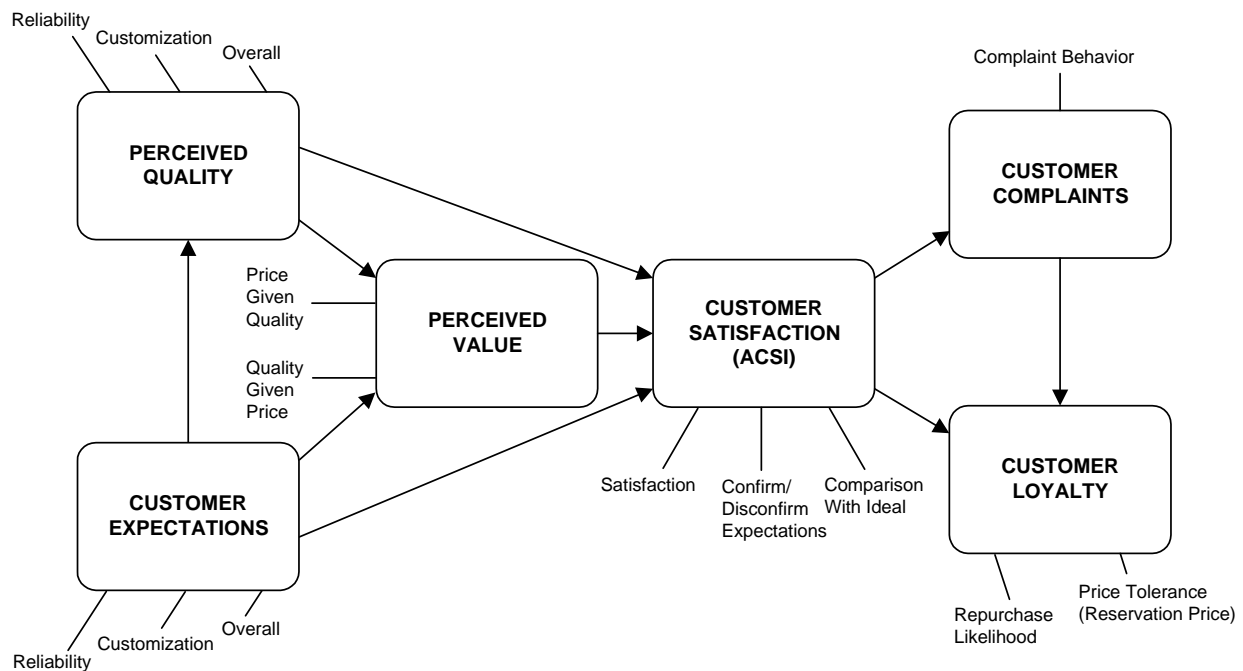 Reliability
Customization
Overall
PERCEIVED
QUALITY
Complaint Behavior
CUSTOMER
COMPLAINTS
Price
Given
Quality
PERCEIVED
VALUE
Quality
Given
Price
CUSTOMER
SATISFACTION
(ACSI)
CUSTOMER
EXPECTATIONS
Reliability
Customization
Overall
Satisfaction
Confirm/
Disconfirm
Expectations
Comparison
With Ideal
CUSTOMER
LOYALTY
Repurchase
Likelihood
Price Tolerance
(Reservation Price)